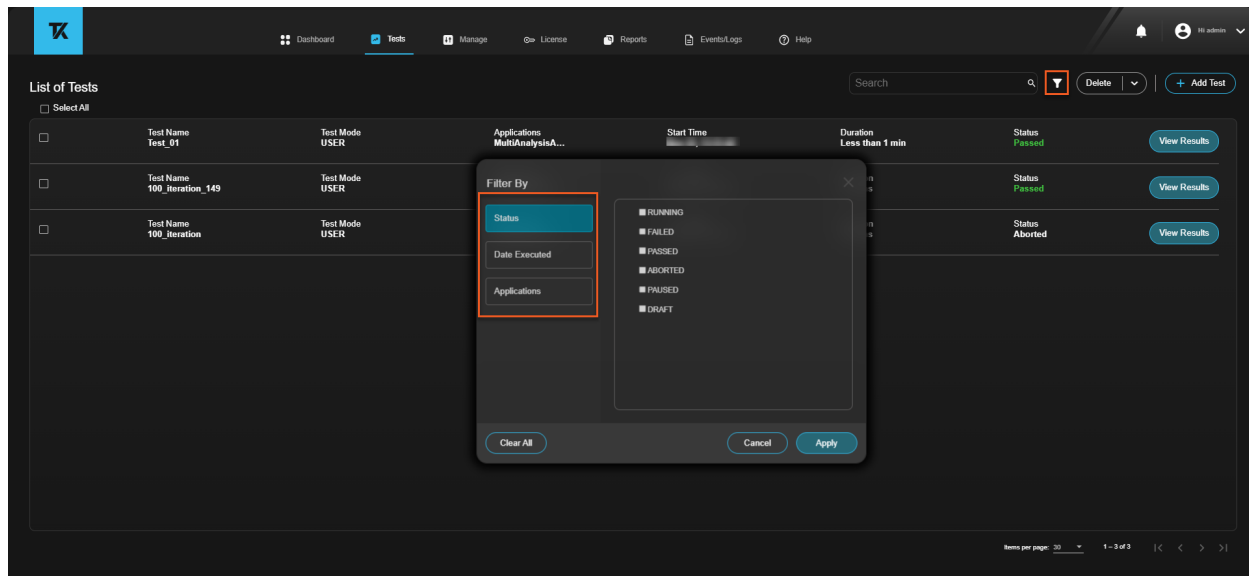 TK
Dashboard Tests Manage License Reports Events/Logs Help Hi admin
List of Tests Search Delete + Add Test
Select All
Test Name Test Mode Applications Start Time Duration Status
Test_01 USER MultiAnalysisA... Less than 1 min Passed View Results
Test Name Test Mode Status
100_iteration_149 USER Passed View Results
Test Name Test Mode Status
100_iteration USER Aborted View Results
Filter By
Status
Date Executed
Applications
RUNNING
FAILED
PASSED
ABORTED
PAUSED
DRAFT
Clear All Cancel Apply
Items per page: 30 1 – 3 of 3